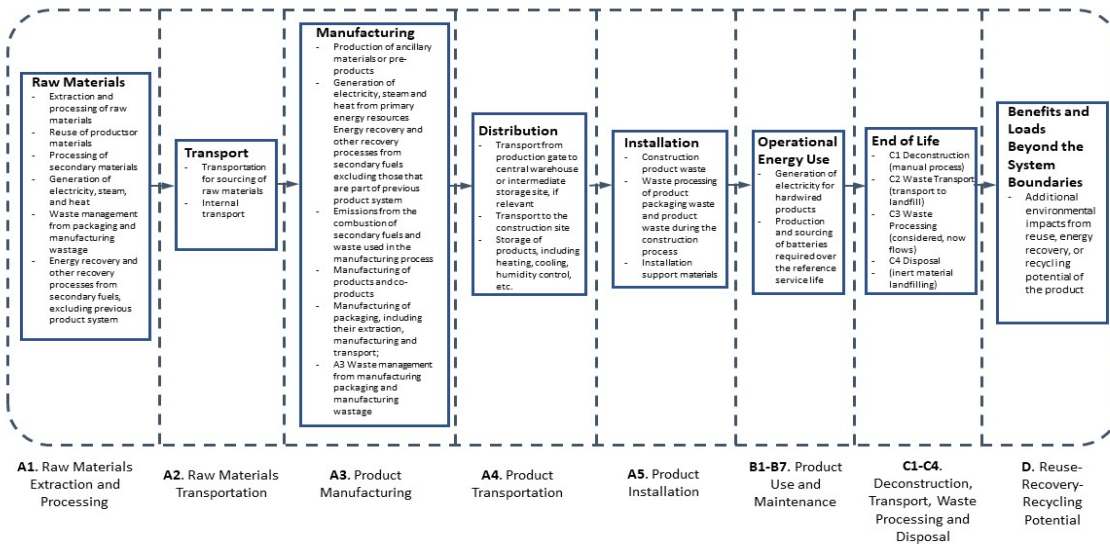 Raw Materials
- Extraction and
processing of raw
materials
- Reuse of productsor
materials
- Processing of
secondary materials
- Generation of
electricity, steam, and
heat
- Waste management
from packaging and
manufacturing
wastage
- Energy recovery and
other recovery
processes from
secondary fuels,
excluding previous
product system
Transport
- Transportation
for sourcing of
raw materials
- Internal
transport
Manufacturing
- Production of ancillary
materials or pre-
products
- Generation of
electricity, steam and
heat from primary
energy resources
Energy recovery and
other recovery
processes from
secondary fuels
excluding those that
are part of previous
product system
- Emissions from the
combustion of
secondary fuels and
waste used in the
manufacturing process
- Manufacturing of
products and co-
products
- Manufacturing of
packaging, including
their extraction,
manufacturing and
transport;
- A3 Waste management
from manufacturing
packaging and
manufacturing
wastage
Distribution
- Transport from
production gate to
central warehouse
or intermediate
storage site, if
relevant
- Transport to the
construction site
- Storage of
products, including
heating, cooling,
humidity control,
etc.
Installation
- Construction
product waste
- Waste processing
of product
packaging waste
and product
waste during the
construction
process
- Installation
support materials
Operational
Energy Use
- Generation of
electricity for
hardwired
products
- Production
and sourcing
of batteries
required over
the reference
service life
End of Life
- C1 Deconstruction
(manual process)
- C2 Waste Transport
(transport to
landfill)
- C3 Waste
Processing
(considered, now
flows)
- C4 Disposal
- (inert material
landfilling)
Benefits and
Loads
Beyond the
System
Boundaries
- Additional
environmental
impacts from
reuse, energy
recovery, or
recycling
potential of
the product
A1. Raw Materials
Extraction and
Processing
A2. Raw Materials
Transportation
A3. Product
Manufacturing
A4. Product
Transportation
A5. Product
Installation
B1-B7. Product
Use and
Maintenance
C1-C4.
Deconstruction,
Transport, Waste
Processing and
Disposal
D. Reuse-
Recovery-
Recycling
Potential